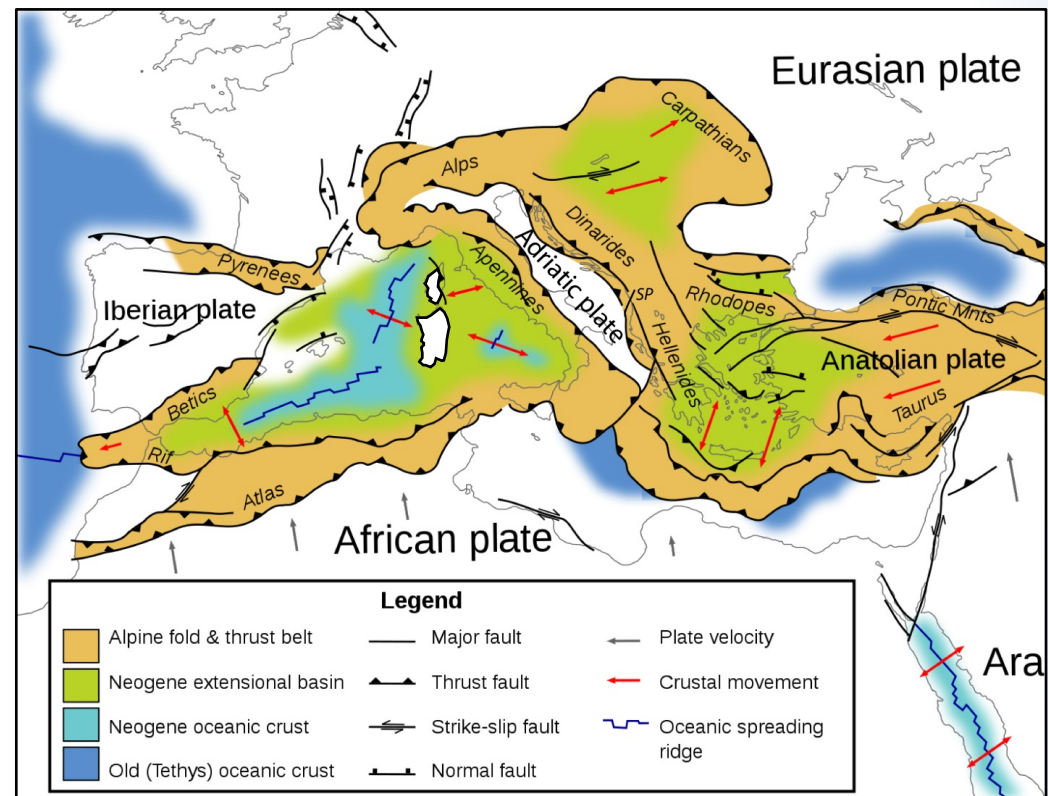 Eurasian plate
Carpathians
Alps
Dinarides
Adriatic plate
Apennines
Pyrenees
Iberian plate
SP
Rhodopes
Pontic Mnts
Hellenides
Anatolian plate
Taurus
Betics
Rif
Atlas
African plate
Ara
Legend
Alpine fold & thrust belt
Major fault
Plate velocity
Neogene extensional basin
Thrust fault
Crustal movement
Neogene oceanic crust
Strike-slip fault
Oceanic spreading
ridge
Old (Tethys) oceanic crust
Normal fault